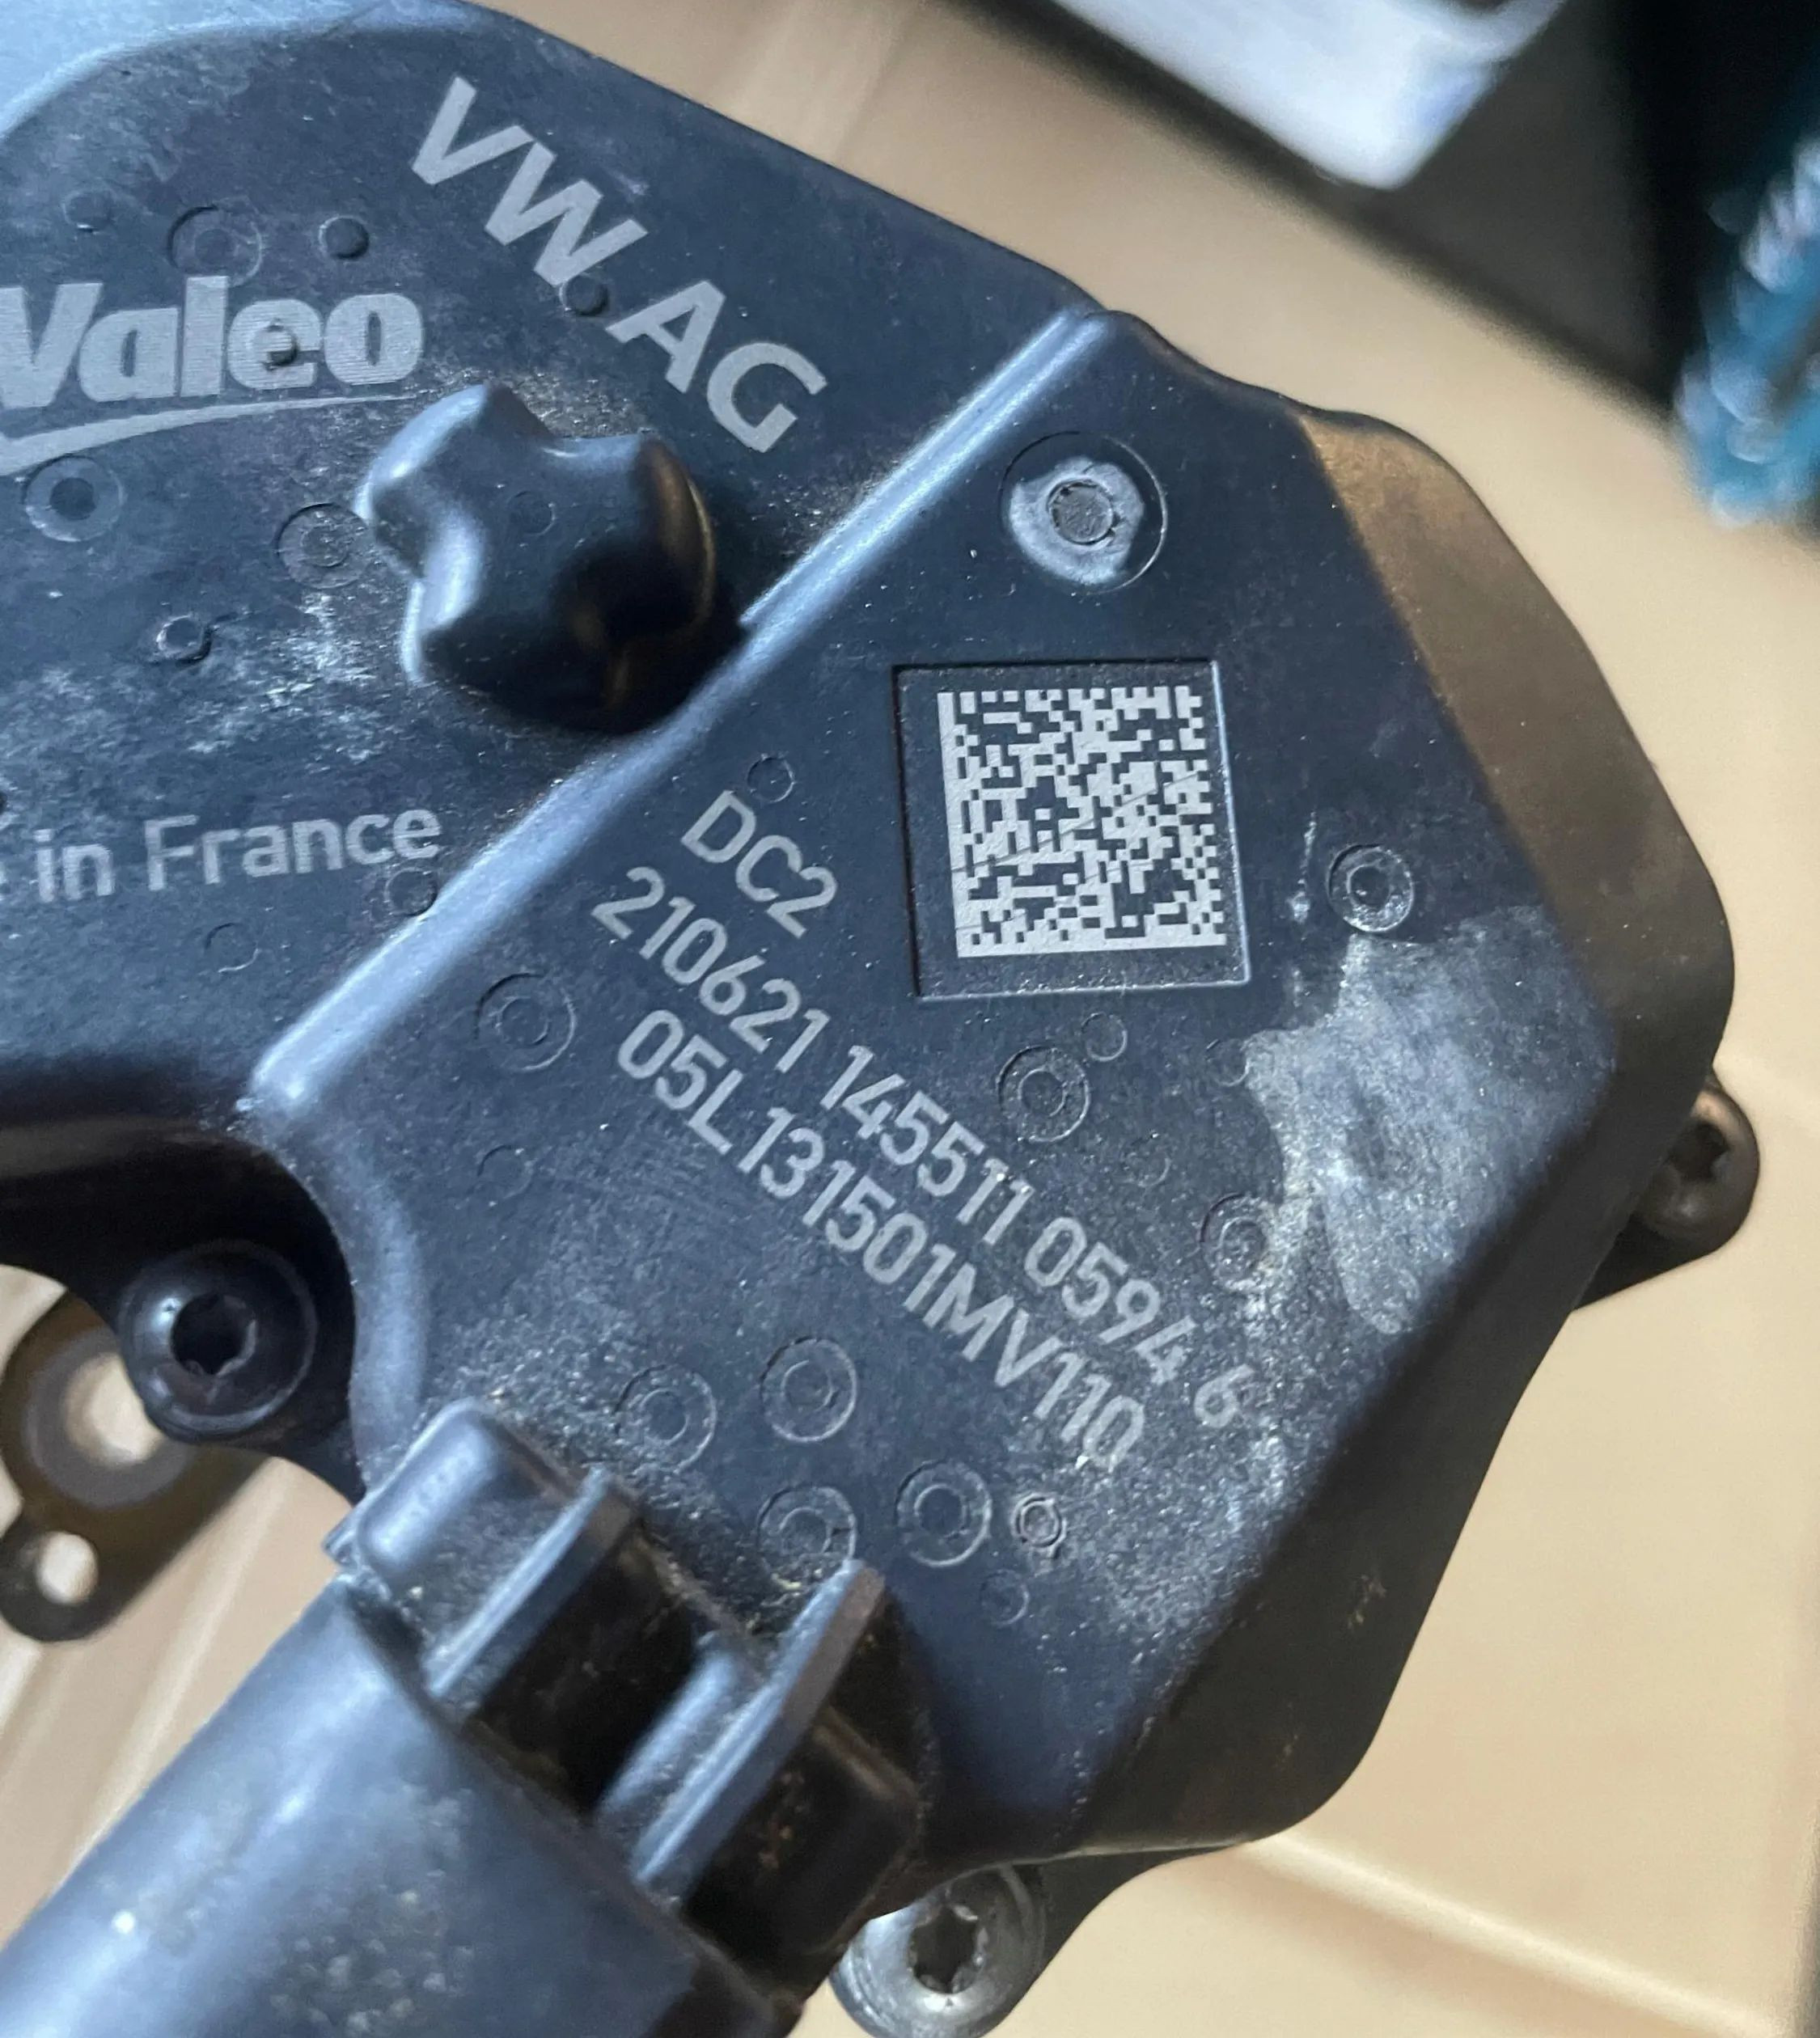 VW.AG
Valeo
in France
DC2
210621 145511 0594 6
05L131501MV110